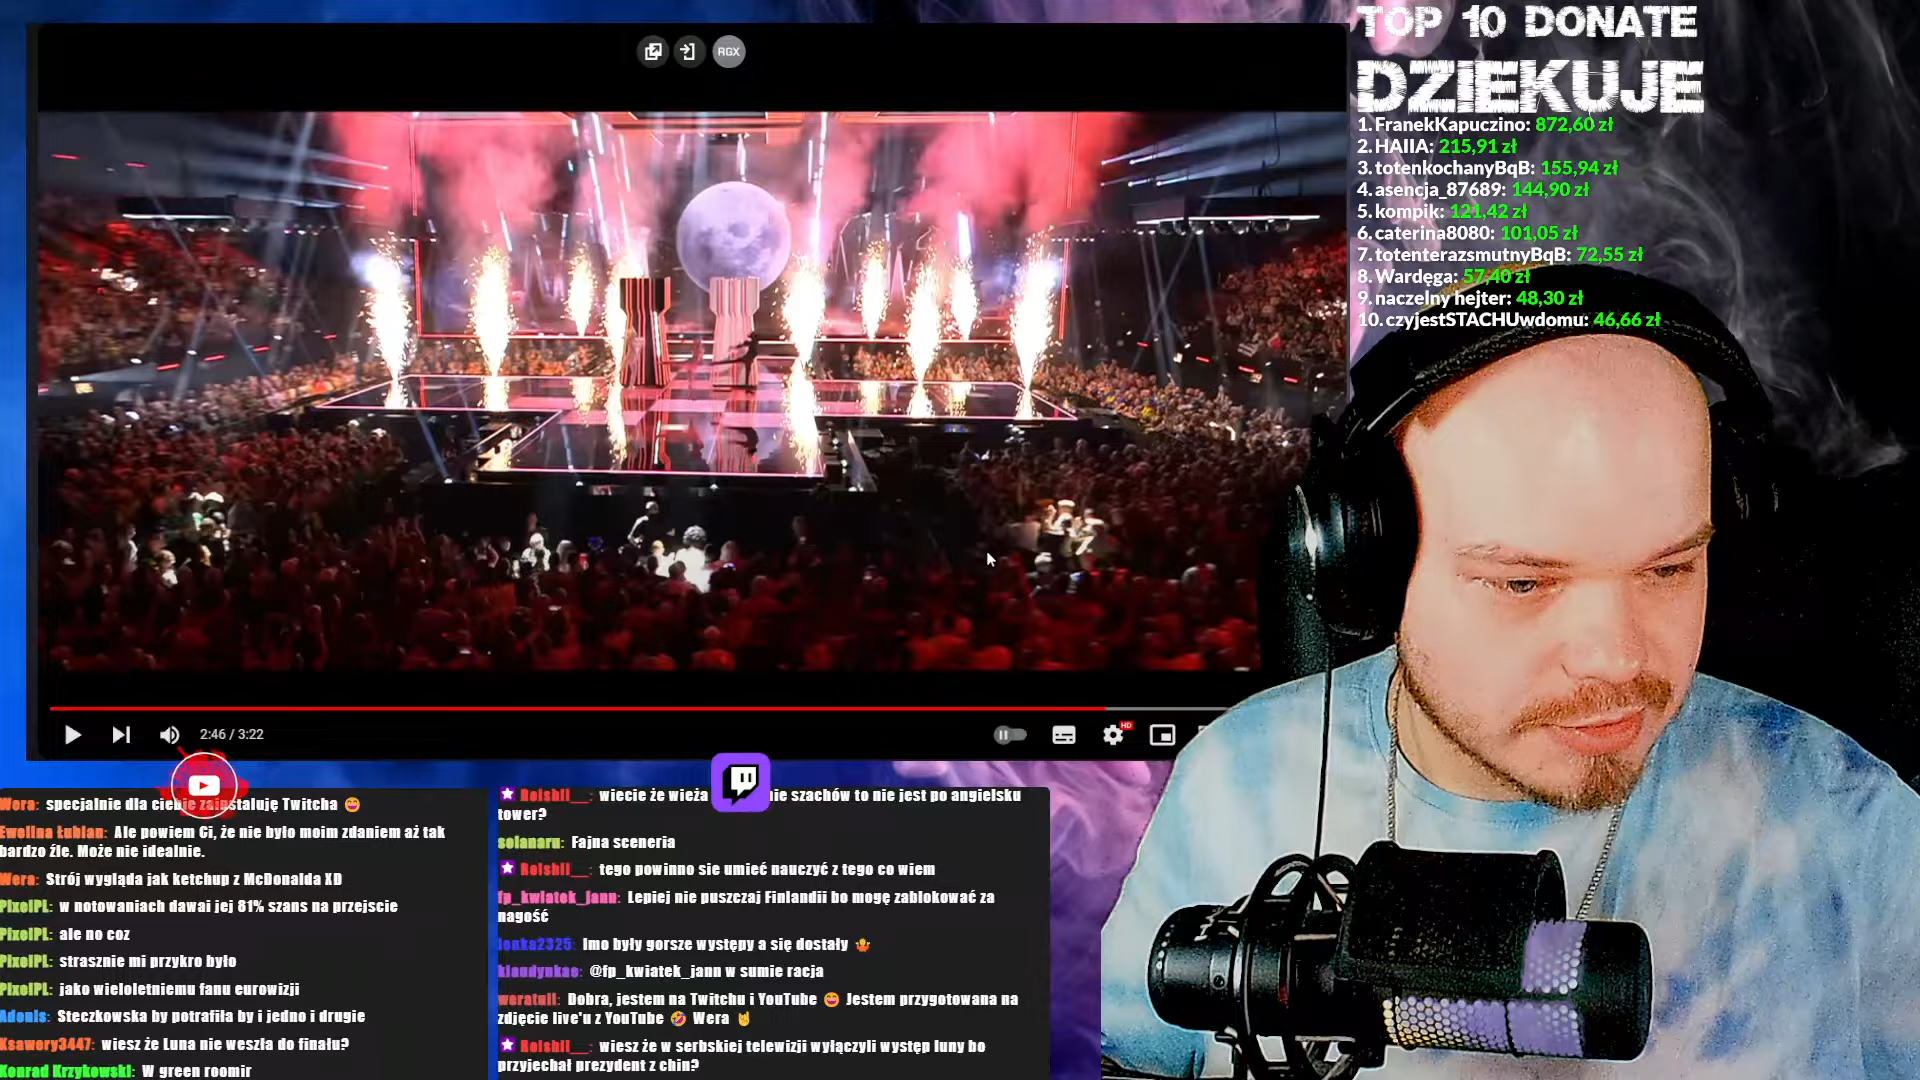 RGX
2:46 / 3:22
HD
TOP 10 DONATE
DZIEKUJE
1. FranekKapuczino: 872,60 zł
2. HAIIA: 215,91 zł
3. totenkochanyBqB: 155,94 zł
4. asencja_87689: 144,90 zł
5. kompik: 121,42 zł
6. caterina8080: 101,05 zł
7. totenterazsmutnyBqB: 72,55 zł
8. Wardęga: 57,40 zł
9. naczelny hejter: 48,30 zł
10. czyjestSTACHUwdomu: 46,66 zł
Wera: specjalnie dla ciebie zainstaluję Twitcha 😄
Ewelina Łubian: Ale powiem Ci, że nie było moim zdaniem aż tak
bardzo źle. Może nie idealnie.
Wera: Strój wygląda jak ketchup z McDonalda XD
PixelPL: w notowaniach dawai jej 81% szans na przejscie
PixelPL: ale no coz
PixelPL: strasznie mi przykro było
PixelPL: jako wieloletniemu fanu eurowizji
Adonis: Steczkowska by potrafiła by i jedno i drugie
Ksawery3447: wiesz że Luna nie weszła do finału?
Konrad Krzykowski: W green roomir
Roishii__: wiecie że wieża ie szachów to nie jest po angielsku
tower?
solanaru: Fajna sceneria
Roishii__: tego powinno sie umieć nauczyć z tego co wiem
fp_kwiatek_jann: Lepiej nie puszczaj Finlandii bo mogę zablokować za
nagość
lonka2325: Imo były gorsze występy a się dostały 🤷
klaudynkae: @fp_kwiatek_jann w sumie racja
weratull: Dobra, jestem na Twitchu i YouTube 😄 Jestem przygotowana na
zdjęcie live'u z YouTube 🤣 Wera 🤘
Roishii__: wiesz że w serbskiej telewizji wyłączyli występ luny bo
przyjechał prezydent z chin?